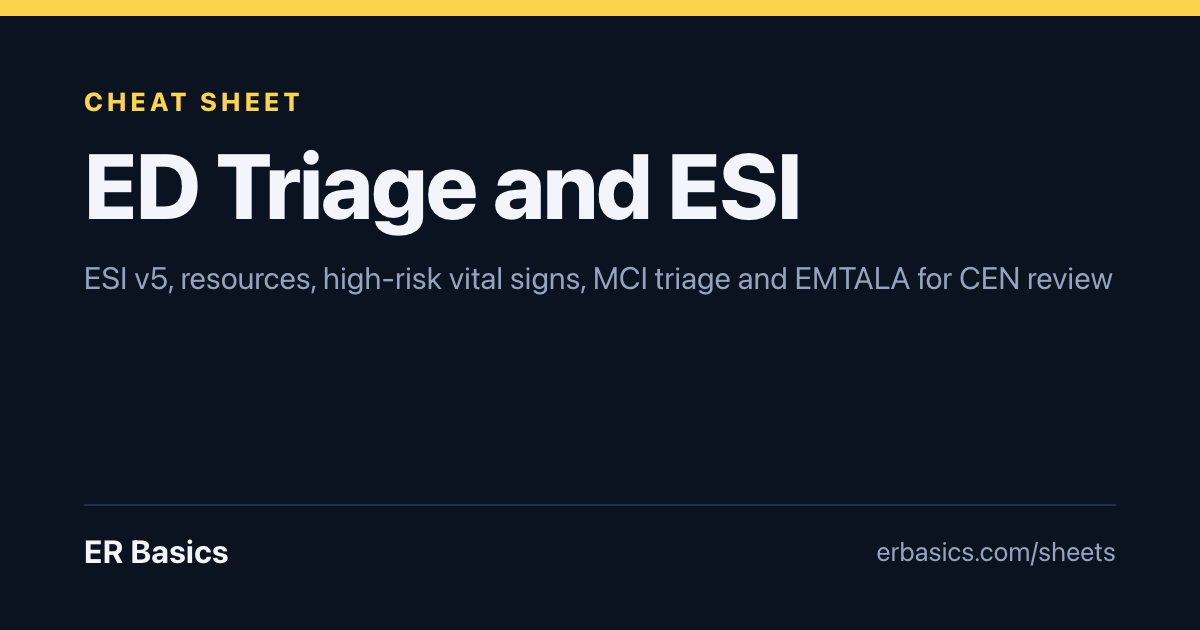 CHEAT SHEET
ED Triage and ESI
ESI v5, resources, high-risk vital signs, MCI triage and EMTALA for CEN review
ER Basics
erbasics.com/sheets